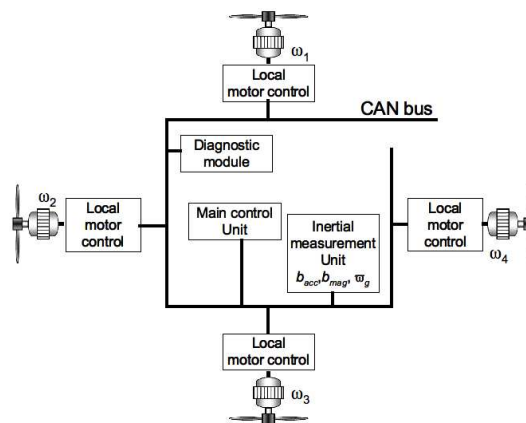 ω1
Local
motor control
CAN bus
Diagnostic
module
ω2
Local
motor
control
Main control
Unit
Inertial
measurement
Unit
bacc,bmag, ϖg
Local
motor
control
ω4
Local
motor control
ω3